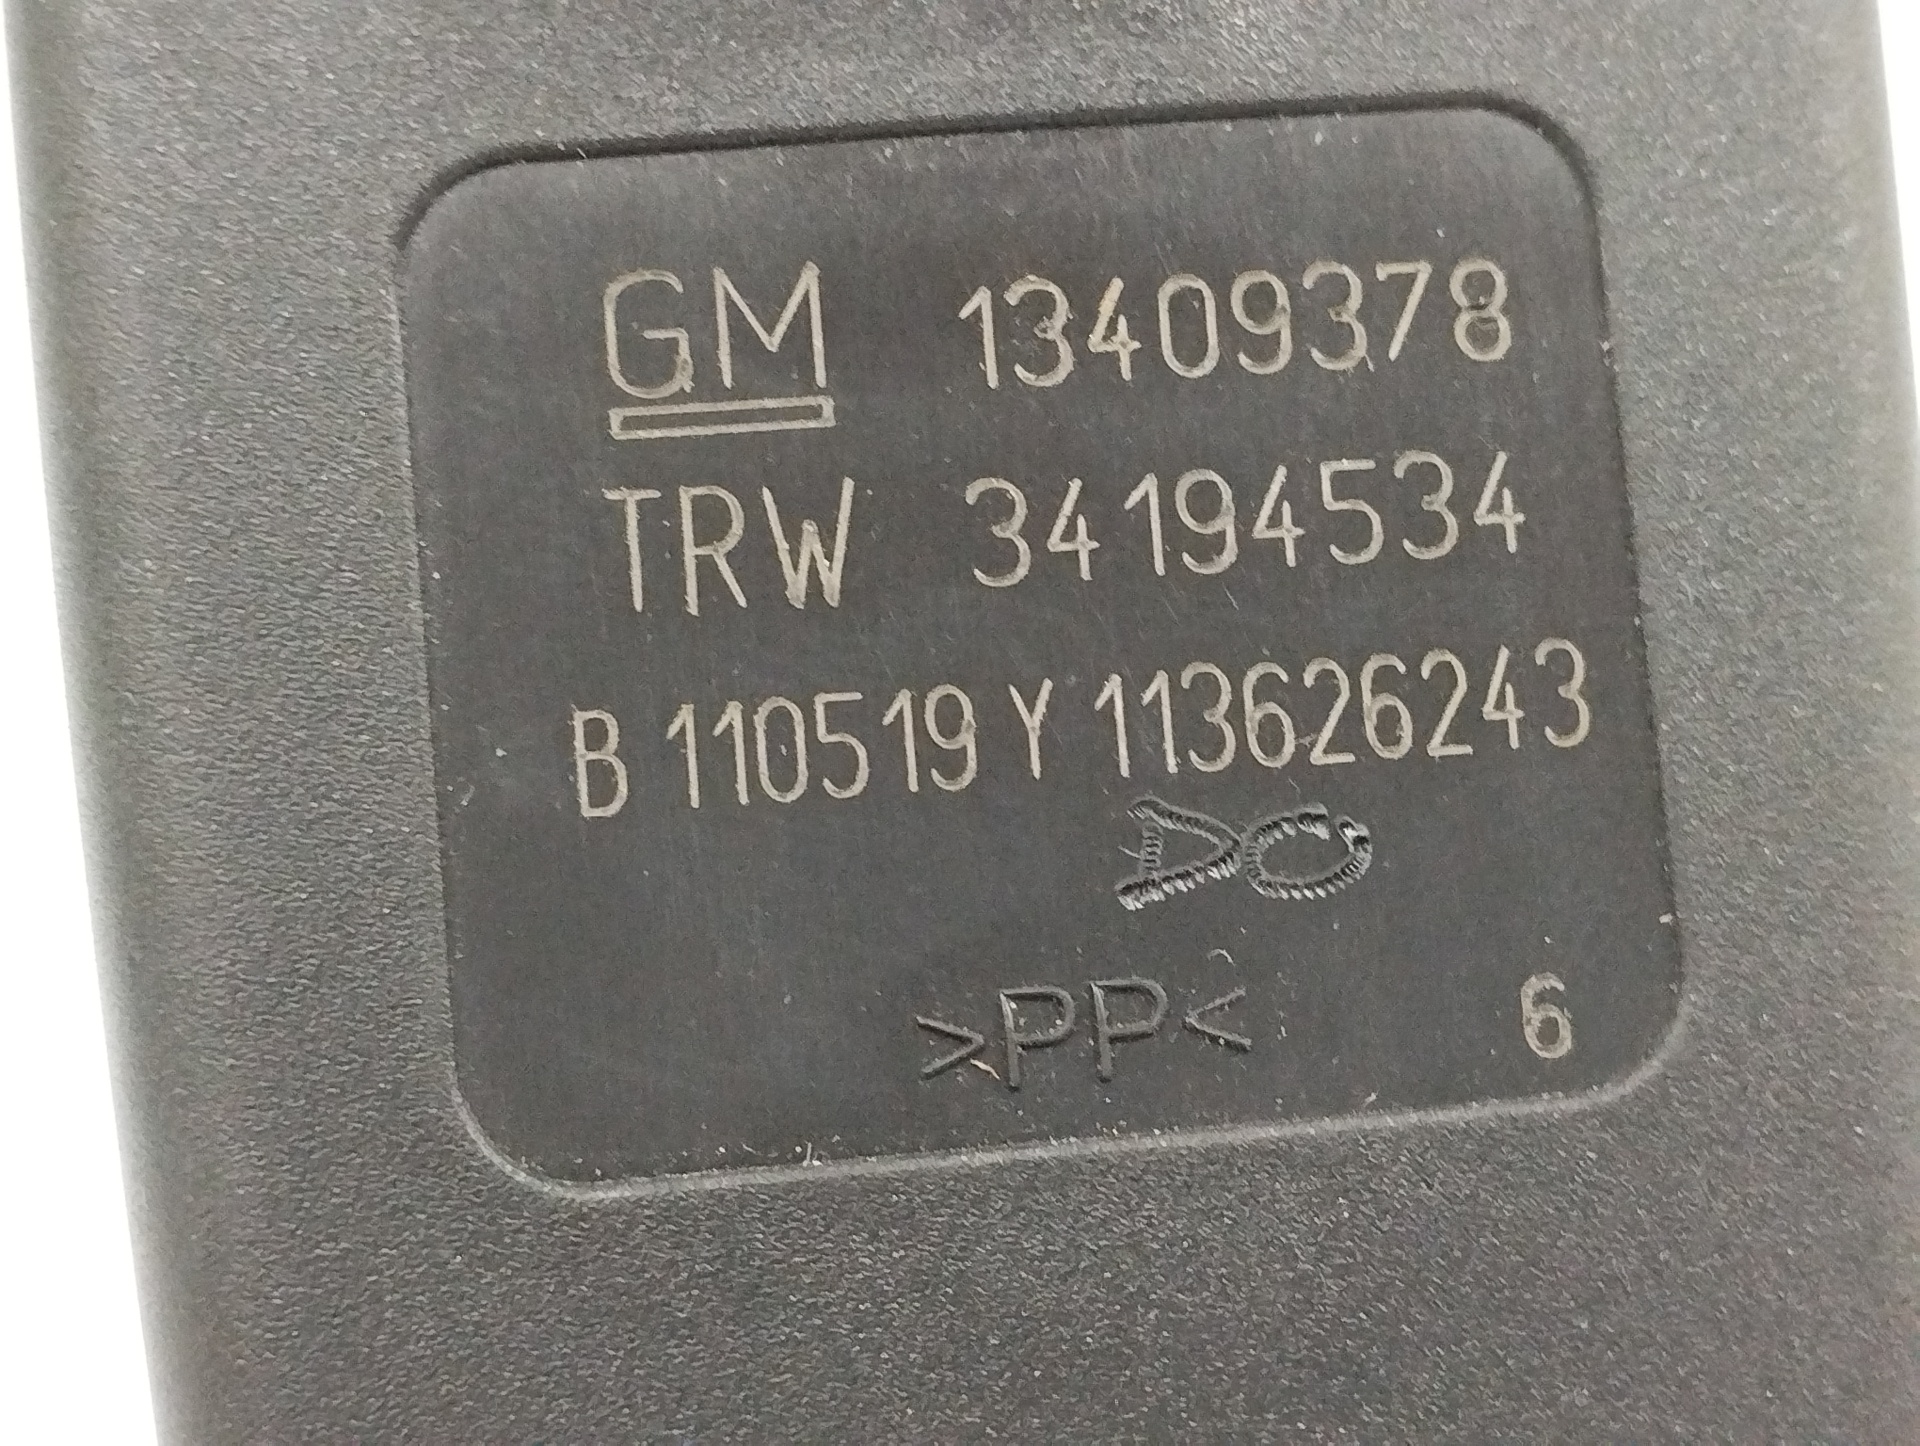 GM 13409378
TRW 34194534
B 110519 Y 113626243
>PP<
6